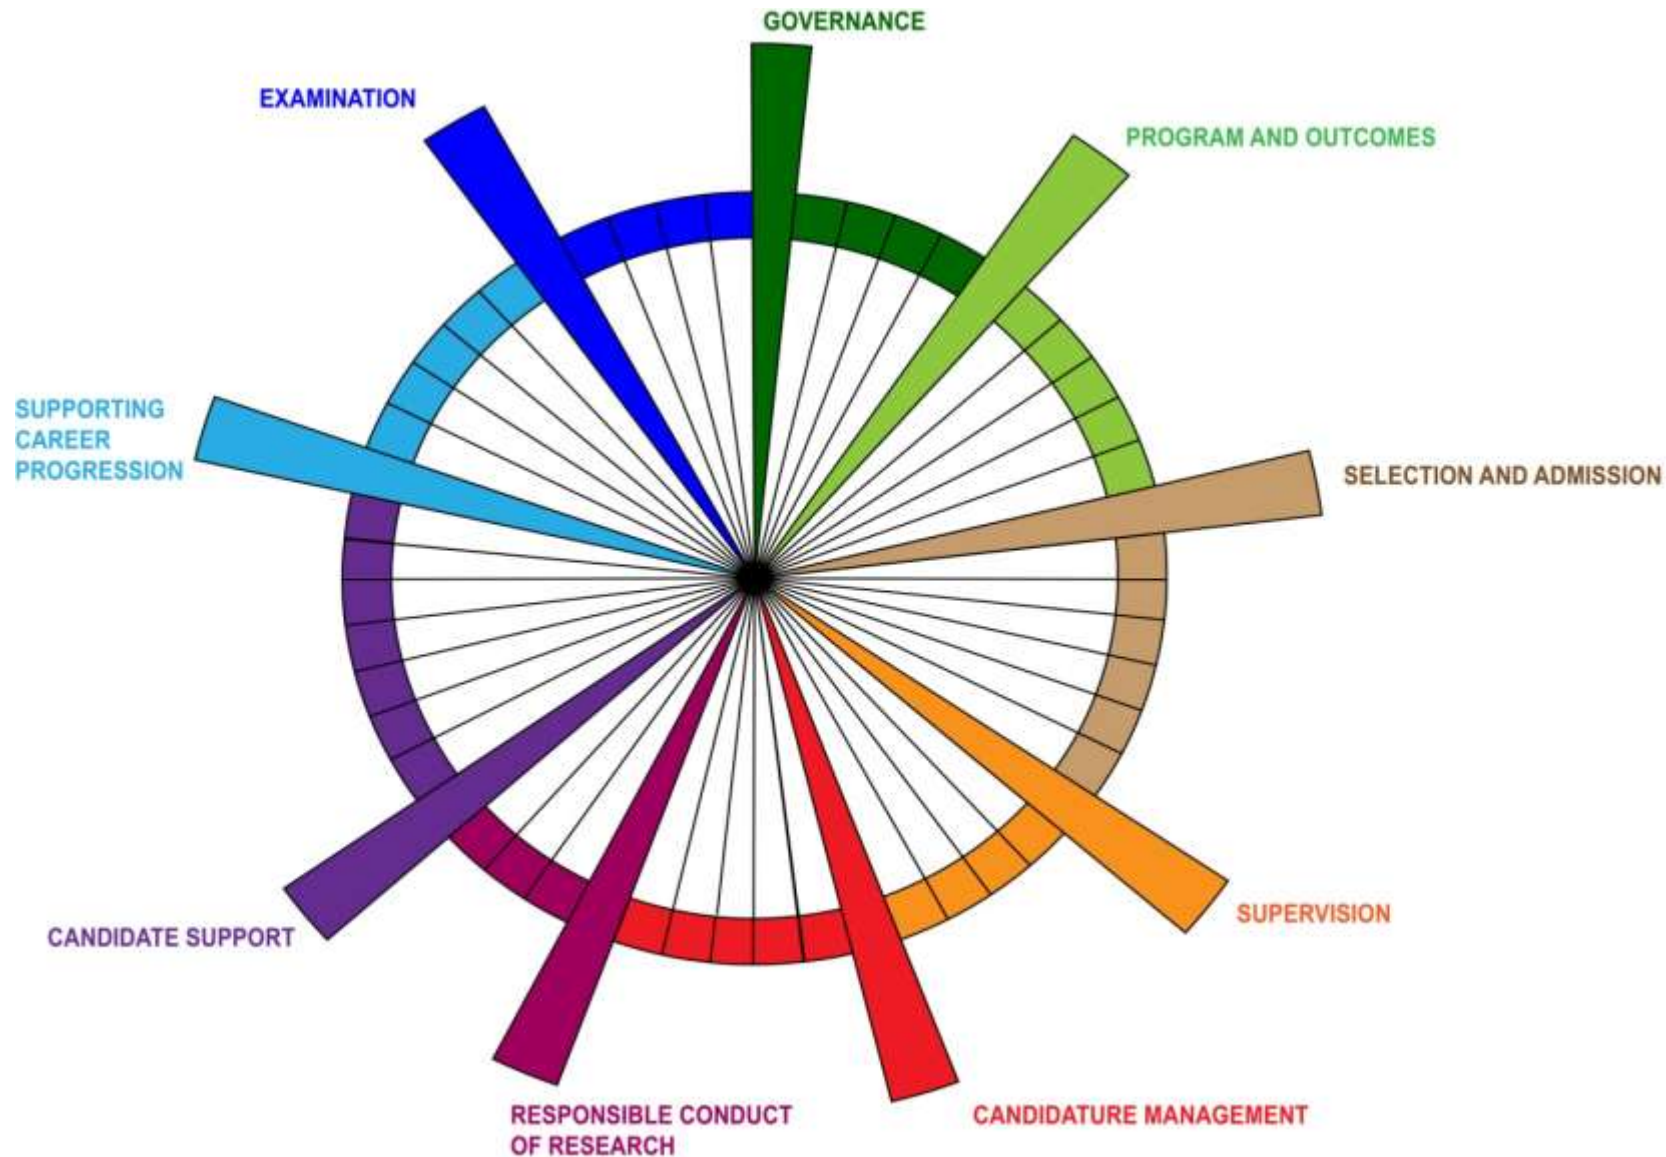 GOVERNANCE
EXAMINATION
PROGRAM AND OUTCOMES
SUPPORTING
CAREER
PROGRESSION
SELECTION AND ADMISSION
SUPERVISION
CANDIDATE SUPPORT
RESPONSIBLE CONDUCT
OF RESEARCH
CANDIDATURE MANAGEMENT